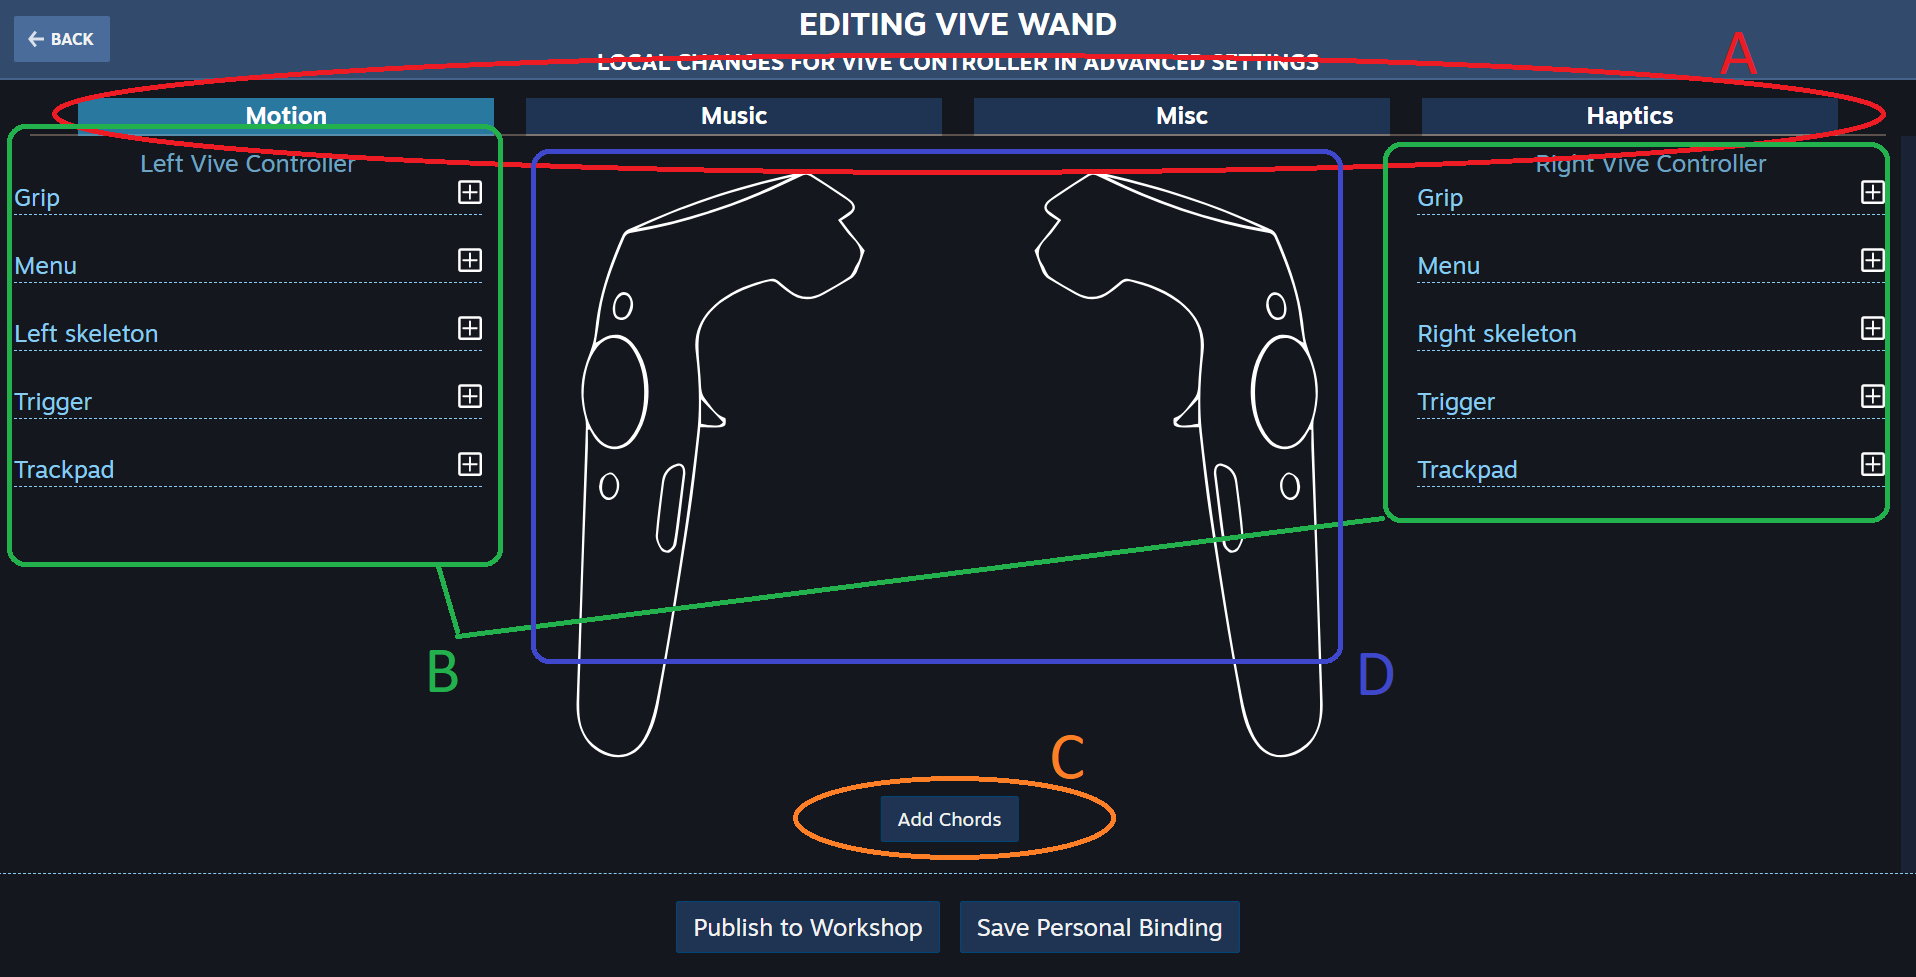 EDITING VIVE WAND
BACK
LOCAL CHANGES FOR VIVE CONTROLLER IN ADVANCED SETTINGS
A
Motion Music Misc Haptics
Left Vive Controller
Grip
Menu
Left skeleton
Trigger
Trackpad
Right Vive Controller
Grip
Menu
Right skeleton
Trigger
Trackpad
B
D
C
Add Chords
Publish to Workshop Save Personal Binding